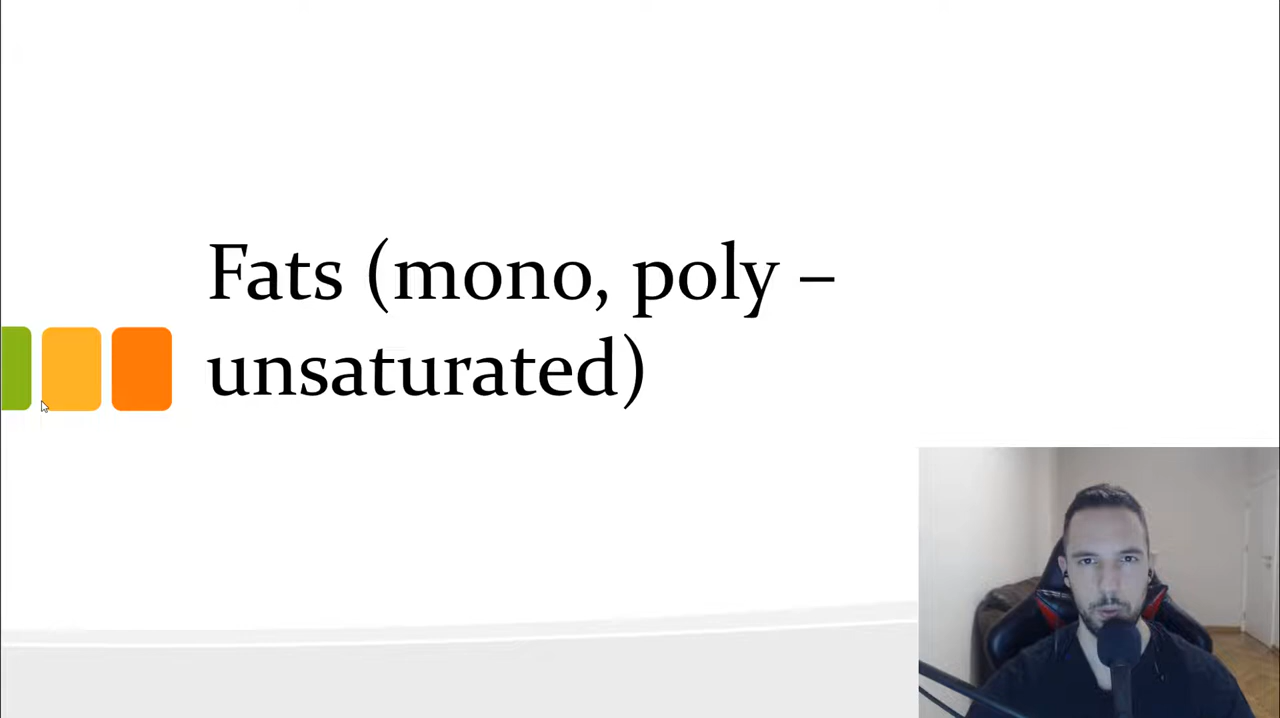 Fats (mono, poly –
unsaturated)